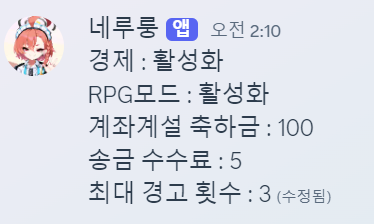 네루룽 앱 오전 2:10
경제 : 활성화
RPG모드 : 활성화
계좌계설 축하금 : 100
송금 수수료 : 5
최대 경고 횟수 : 3 (수정됨)